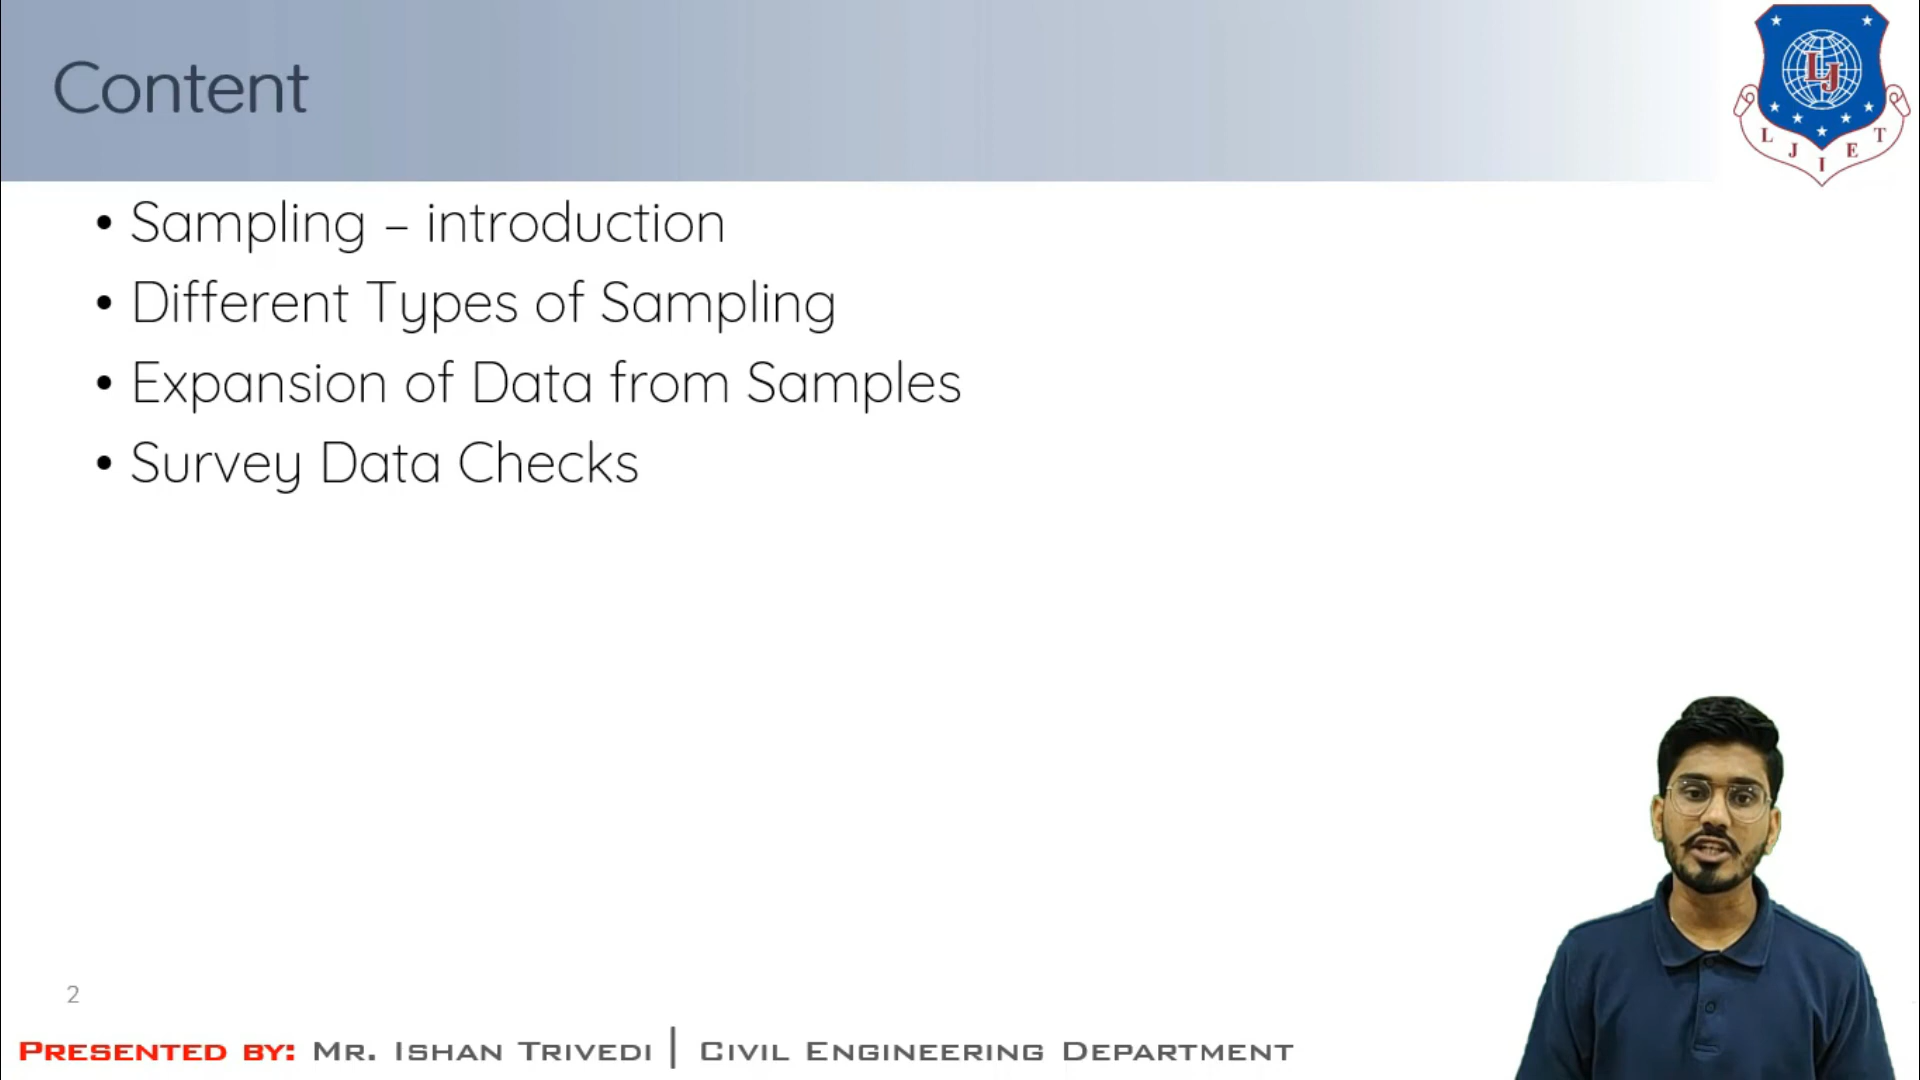 Content
LJ
L J I E T
• Sampling – introduction
• Different Types of Sampling
• Expansion of Data from Samples
• Survey Data Checks
2
PRESENTED BY: MR. ISHAN TRIVEDI | CIVIL ENGINEERING DEPARTMENT